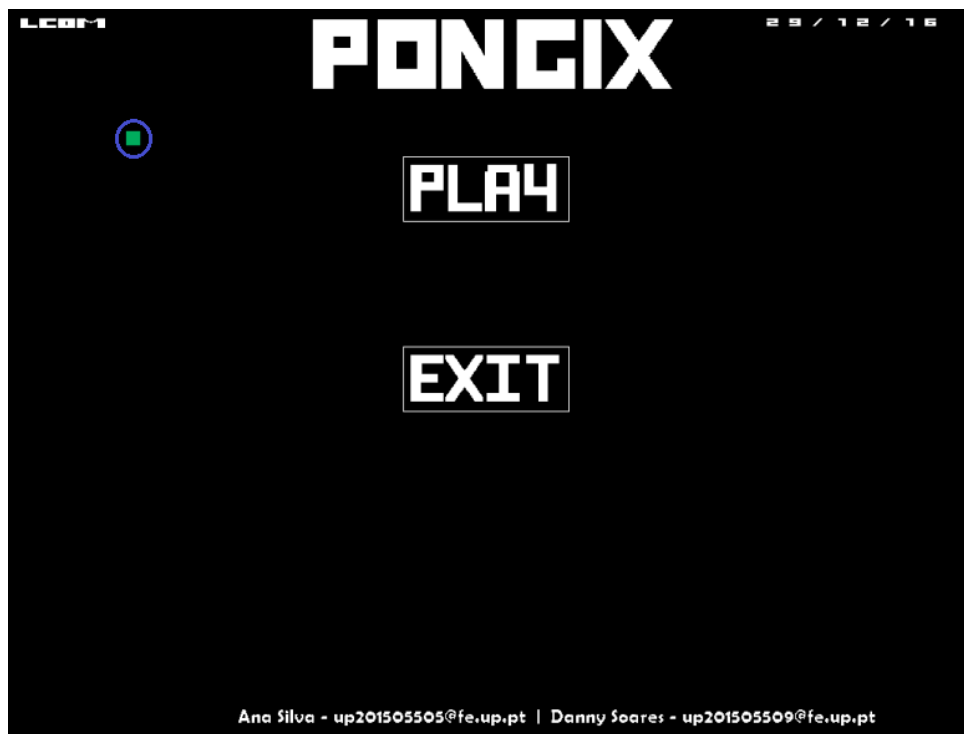 LCOM
PONGIX
29/12/16
PLAY
EXIT
Ana Silva - up201505505@fe.up.pt | Danny Soares - up201505509@fe.up.pt